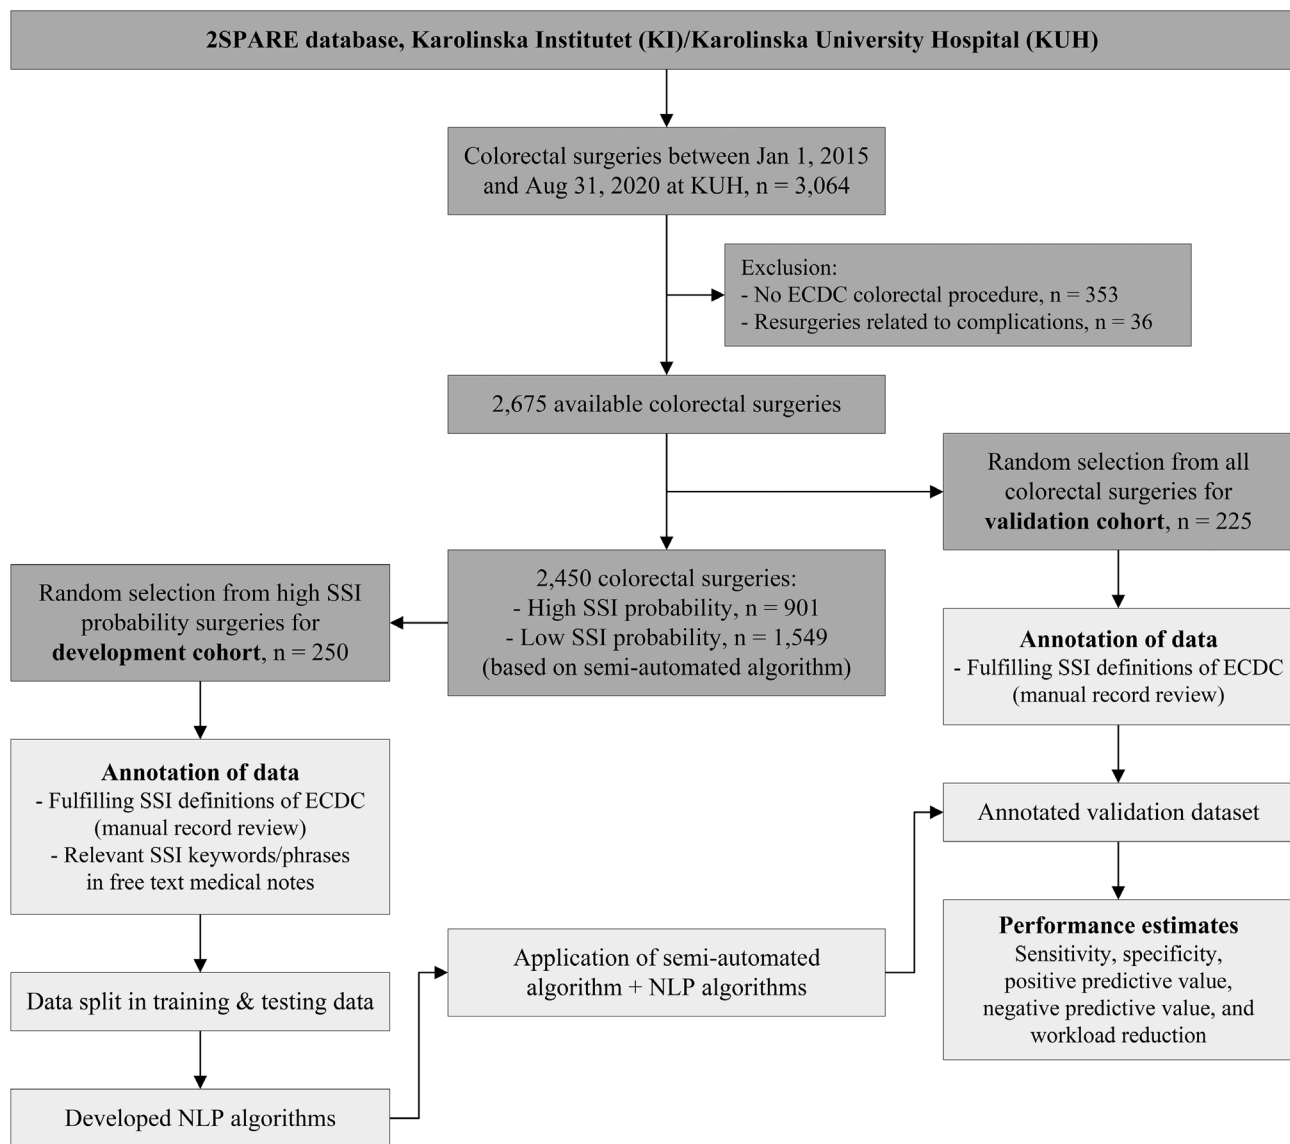 2SPARE database, Karolinska Institutet (KI)/Karolinska University Hospital (KUH)
Colorectal surgeries between Jan 1, 2015
and Aug 31, 2020 at KUH, n = 3,064
Exclusion:
- No ECDC colorectal procedure, n = 353
- Resurgeries related to complications, n = 36
2,675 available colorectal surgeries
Random selection from all
colorectal surgeries for
validation cohort, n = 225
2,450 colorectal surgeries:
- High SSI probability, n = 901
- Low SSI probability, n = 1,549
(based on semi-automated algorithm)
Random selection from high SSI
probability surgeries for
development cohort, n = 250
Annotation of data
- Fulfilling SSI definitions of ECDC
(manual record review)
Annotation of data
- Fulfilling SSI definitions of ECDC
(manual record review)
- Relevant SSI keywords/phrases
in free text medical notes
Annotated validation dataset
Data split in training & testing data
Developed NLP algorithms
Application of semi-automated
algorithm + NLP algorithms
Performance estimates
Sensitivity, specificity,
positive predictive value,
negative predictive value, and
workload reduction